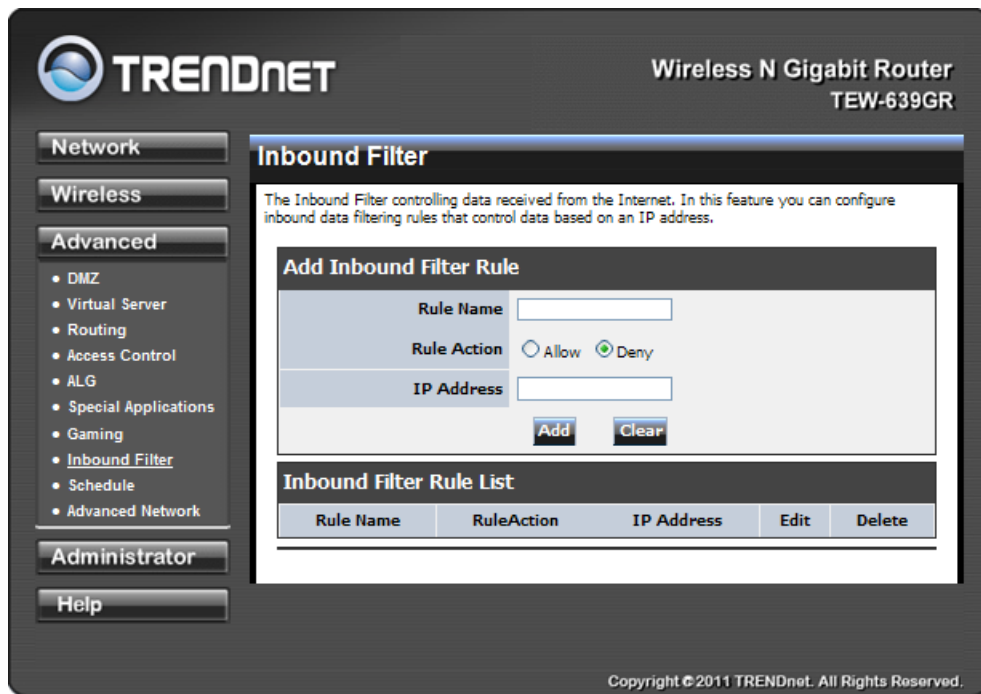 TRENDNET
Wireless N Gigabit Router
TEW-639GR
Network
Wireless
Advanced
• DMZ
• Virtual Server
• Routing
• Access Control
• ALG
• Special Applications
• Gaming
• Inbound Filter
• Schedule
• Advanced Network
Administrator
Help
Inbound Filter
The Inbound Filter controlling data received from the Internet. In this feature you can configure
inbound data filtering rules that control data based on an IP address.
Add Inbound Filter Rule
Rule Name
Rule Action Allow Deny
IP Address
Add Clear
Inbound Filter Rule List
Rule Name RuleAction IP Address Edit Delete
Copyright © 2011 TRENDnet. All Rights Reserved.